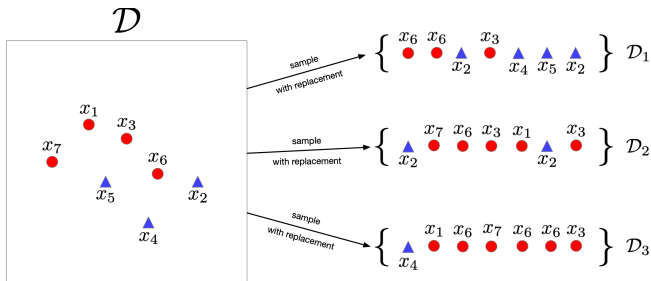 𝒟
x₁
x₃
x₇
x₆
x₅
x₂
x₄
sample
with replacement
{ x₆ x₆ x₂ x₃ x₄ x₅ x₂ } 𝒟₁
sample
with replacement
{ x₂ x₇ x₆ x₃ x₁ x₂ x₃ } 𝒟₂
sample
with replacement
{ x₄ x₁ x₆ x₇ x₆ x₆ x₃ } 𝒟₃